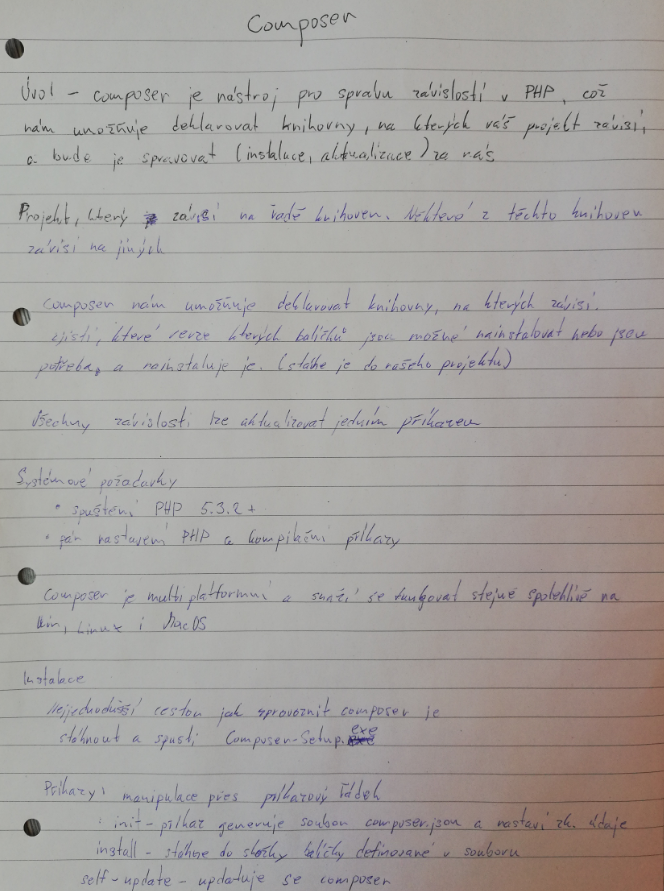 Composer
Úvod - composer je nástroj pro spravu závislostí v PHP, což
nám umožňuje deklarovat knihovny, na kterých váš projekt závisí,
a bude je spravovat (instalace, aktualizace) za nás
Projekt, který závisí na řadě knihoven. Některé z těchto knihoven
závisí na jiných
composer nám umožňuje deklarovat knihovny, na kterých závisí.
zjistí, které verze kterých balíčků jsou možné nainstalovat nebo jsou
potřeba, a nainstaluje je. (stáhne je do vašeho projektu)
Všechny závislosti lze aktualizovat jedním příkazem
Systémové požadavky
• spuštění PHP 5.3.2 +
• pár nastavení PHP a kompilační příkazy
Composer je multiplatformní a snaží se fungovat stejně spolehlivě na
Win, Linux i MacOS
Instalace
Nejjednodušší cestou jak zprovoznit composer je
stáhnout a spustí Composer-Setup.exe
Příkazy: manipulace přes príkazový řádek
: init - příkaz generuje soubor composer.json a nastaví zk. údaje
install - stáhne do složky balíčky definované v souboru
self-update - updatuje se composer